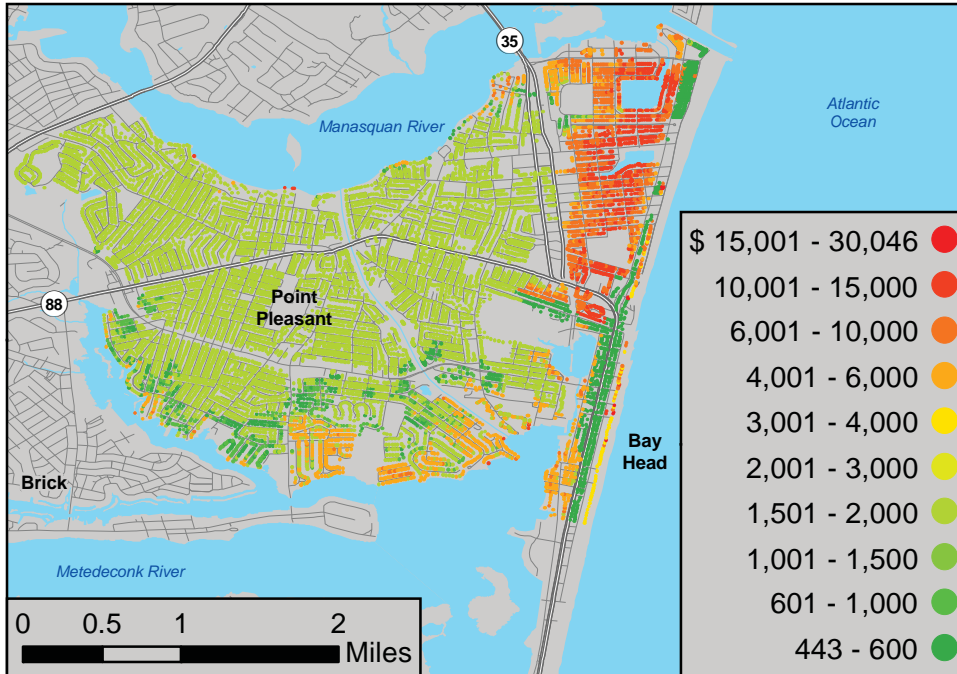 35
Manasquan River
Atlantic
Ocean
$ 15,001 - 30,046
10,001 - 15,000
6,001 - 10,000
4,001 - 6,000
3,001 - 4,000
2,001 - 3,000
1,501 - 2,000
1,001 - 1,500
601 - 1,000
443 - 600
88
Point
Pleasant
Bay
Head
Brick
Metedeconk River
0 0.5 1 2
Miles